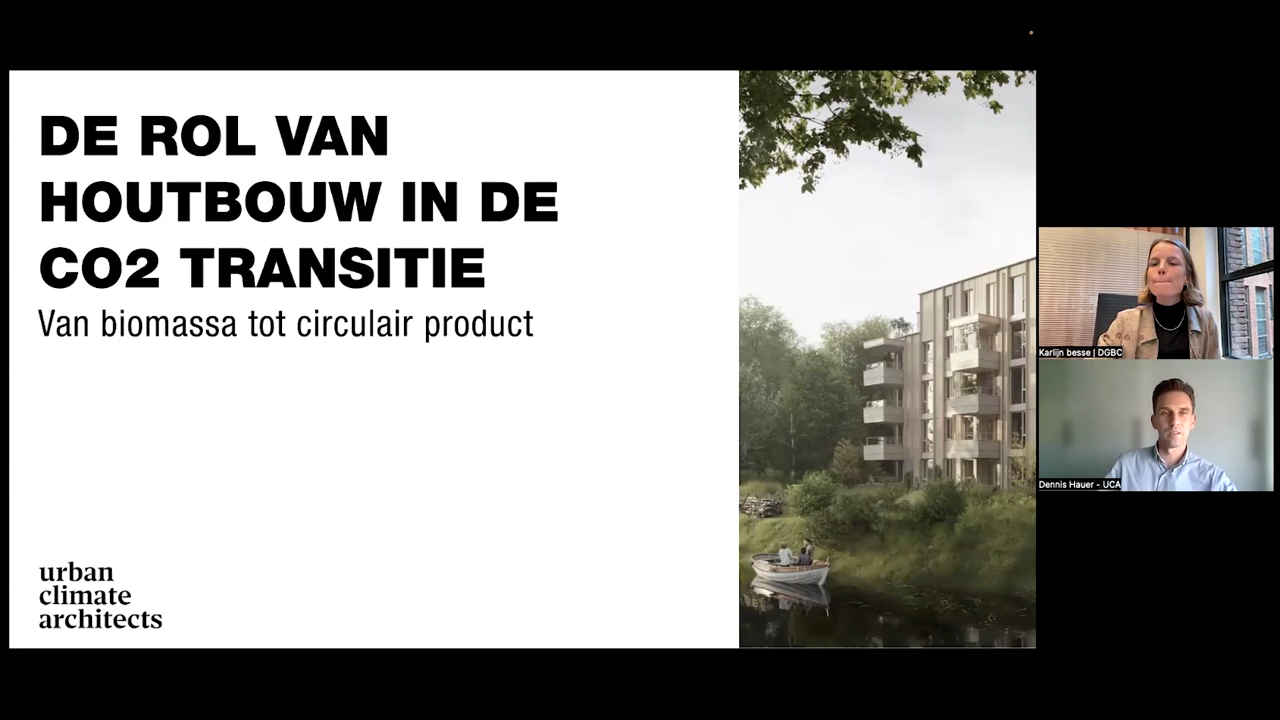 DE ROL VAN
HOUTBOUW IN DE
CO2 TRANSITIE
Van biomassa tot circulair product
urban
climate
architects
Karlijn besse | DGBC
Dennis Hauer - UCA